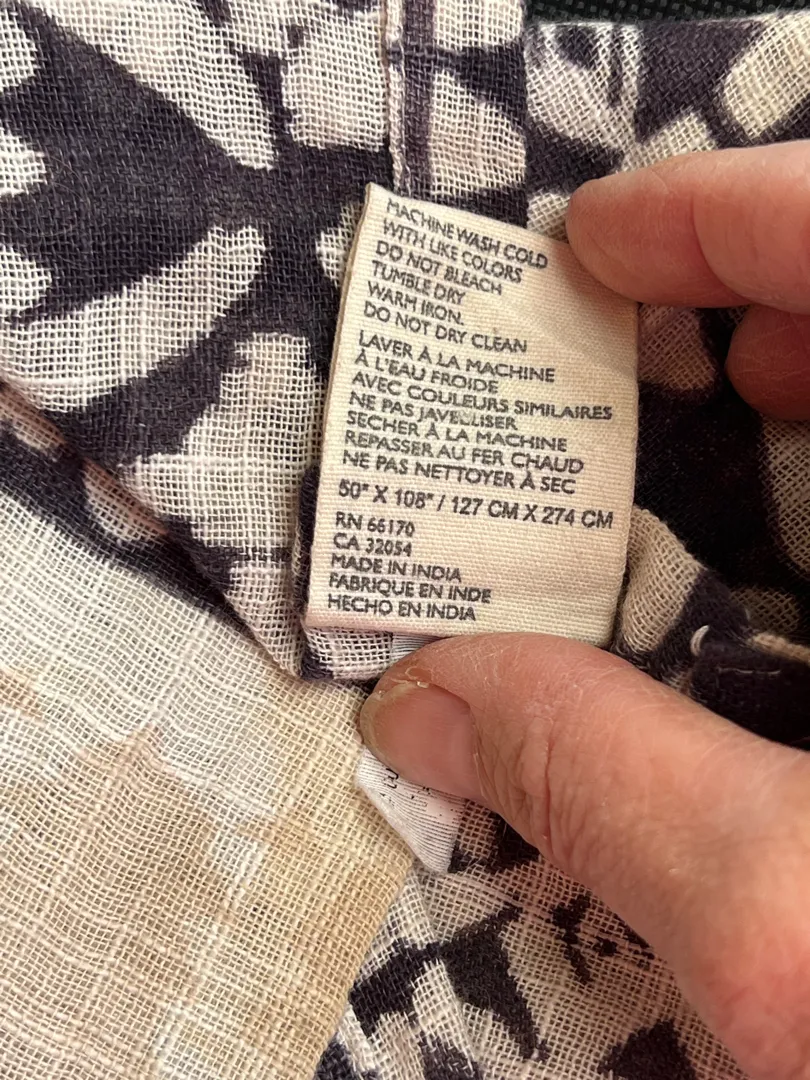 MACHINE WASH COLD
WITH LIKE COLORS
DO NOT BLEACH
TUMBLE DRY
WARM IRON.
DO NOT DRY CLEAN
LAVER À LA MACHINE
À L'EAU FROIDE
AVEC COULEURS SIMILAIRES
NE PAS JAVELLISER
SECHER À LA MACHINE
REPASSER AU FER CHAUD
NE PAS NETTOYER À SEC
50" X 108" / 127 CM X 274 CM
RN 66170
CA 32054
MADE IN INDIA
FABRIQUE EN INDE
HECHO EN INDIA